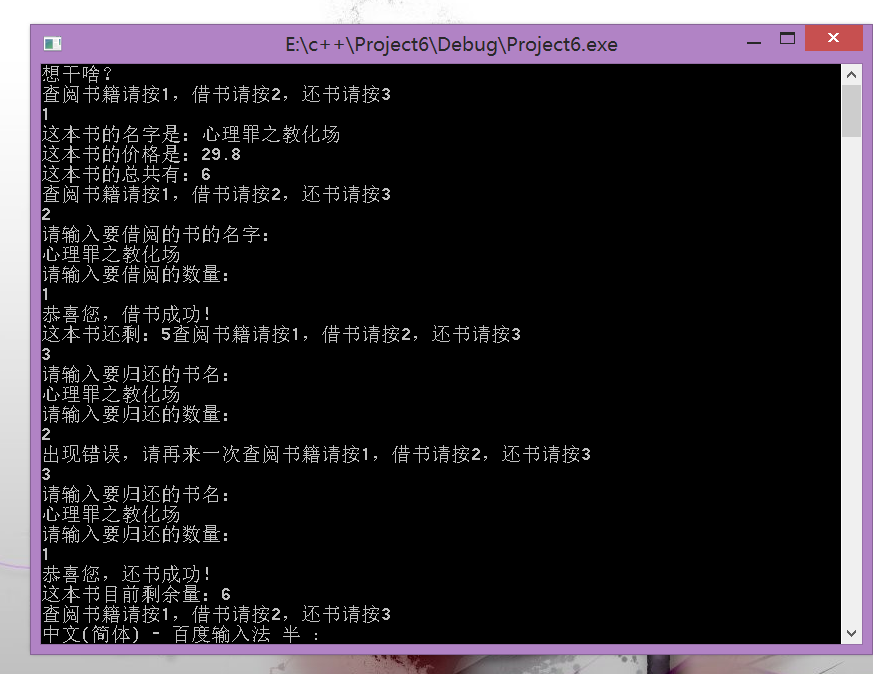 E:\c++\Project6\Debug\Project6.exe
想干啥?
查阅书籍请按1，借书请按2，还书请按3
1
这本书的名字是：心理罪之教化场
这本书的价格是：29.8
这本书的总共有：6
查阅书籍请按1，借书请按2，还书请按3
2
请输入要借阅的书的名字：
心理罪之教化场
请输入要借阅的数量：
1
恭喜您，借书成功！
这本书还剩：5查阅书籍请按1，借书请按2，还书请按3
3
请输入要归还的书名：
心理罪之教化场
请输入要归还的数量：
2
出现错误，请再来一次查阅书籍请按1，借书请按2，还书请按3
3
请输入要归还的书名：
心理罪之教化场
请输入要归还的数量：
1
恭喜您，还书成功！
这本书目前剩余量：6
查阅书籍请按1，借书请按2，还书请按3
中文(简体) - 百度输入法 半 :